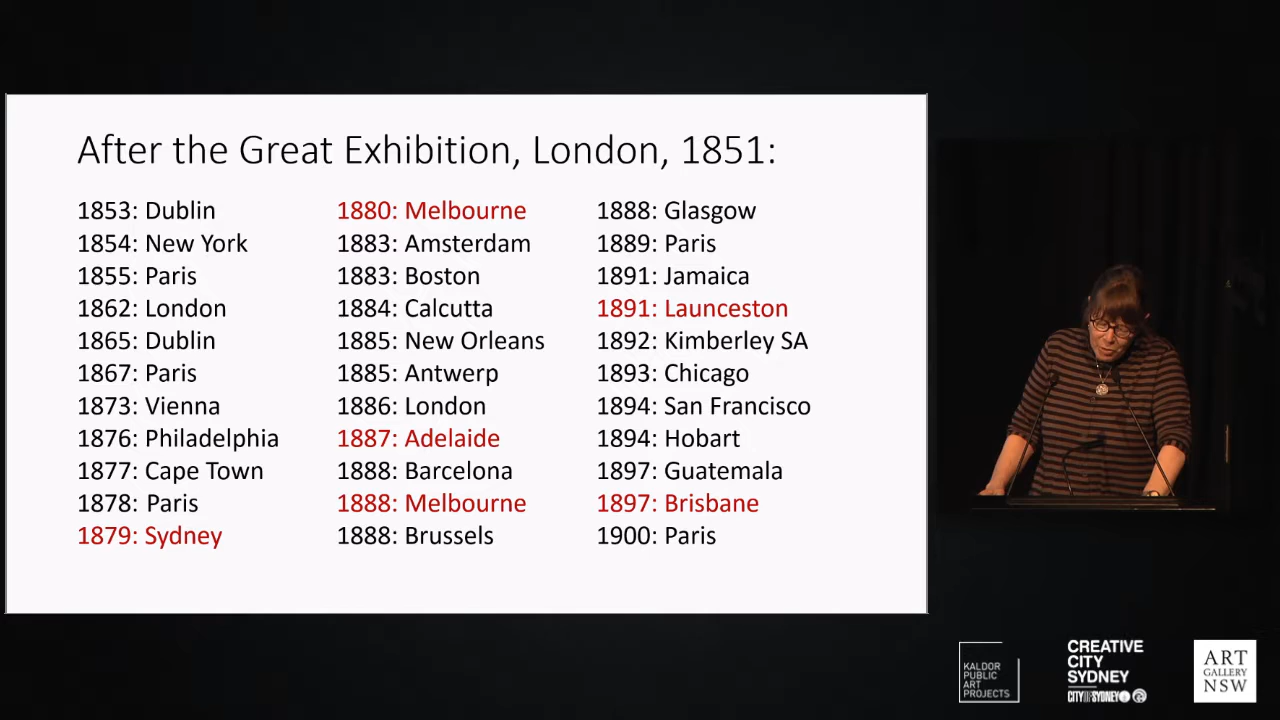 After the Great Exhibition, London, 1851:
1853: Dublin
1854: New York
1855: Paris
1862: London
1865: Dublin
1867: Paris
1873: Vienna
1876: Philadelphia
1877: Cape Town
1878: Paris
1879: Sydney
1880: Melbourne
1883: Amsterdam
1883: Boston
1884: Calcutta
1885: New Orleans
1885: Antwerp
1886: London
1887: Adelaide
1888: Barcelona
1888: Melbourne
1888: Brussels
1888: Glasgow
1889: Paris
1891: Jamaica
1891: Launceston
1892: Kimberley SA
1893: Chicago
1894: San Francisco
1894: Hobart
1897: Guatemala
1897: Brisbane
1900: Paris
KALDOR
PUBLIC
ART
PROJECTS
CREATIVE
CITY
SYDNEY
CITY OF SYDNEY
ART
GALLERY
NSW